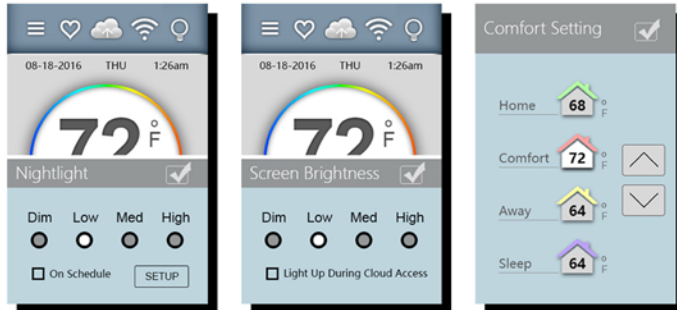 08-18-2016 THU 1:26am
72°F
Nightlight
Dim Low Med High
On Schedule SETUP
08-18-2016 THU 1:26am
72°F
Screen Brightness
Dim Low Med High
Light Up During Cloud Access
Comfort Setting
Home 68 °F
Comfort 72 °F
Away 64 °F
Sleep 64 °F